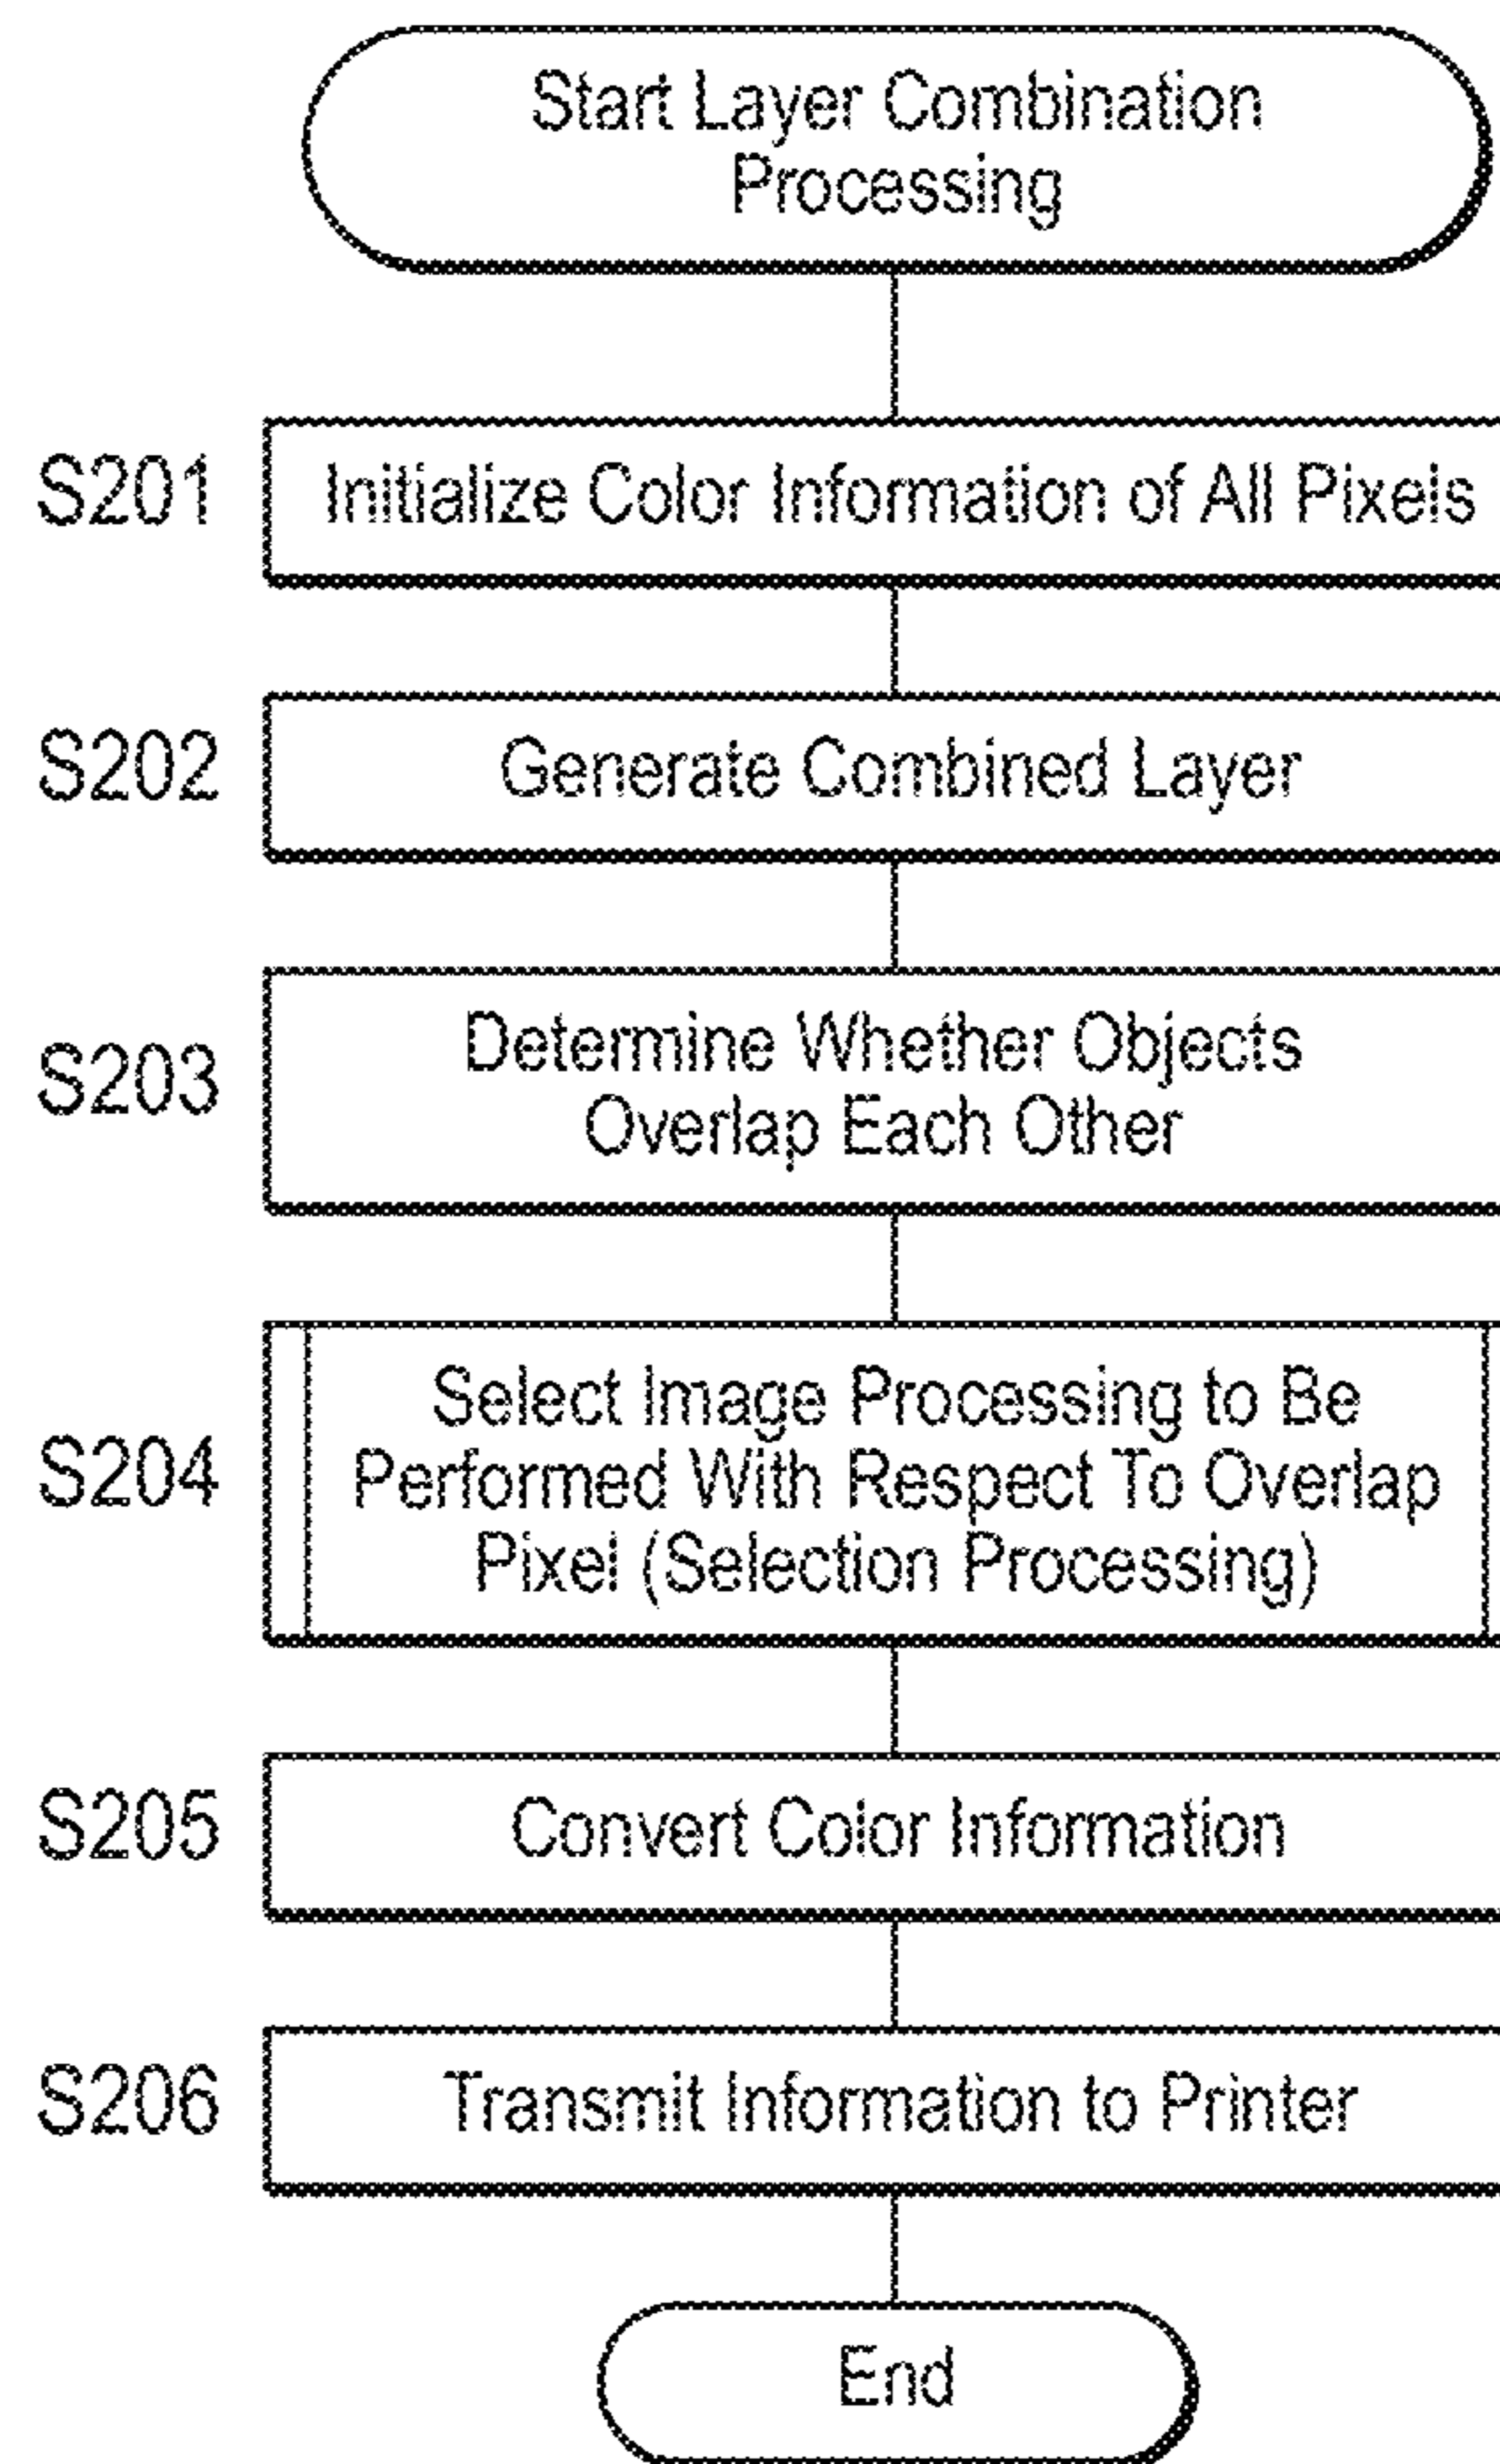 Start Layer Combination
Processing
S201
Initialize Color Information of All Pixels
S202
Generate Combined Layer
S203
Determine Whether Objects
Overlap Each Other
S204
Select Image Processing to Be
Performed With Respect To Overlap
Pixel (Selection Processing)
S205
Convert Color Information
S206
Transmit Information to Printer
End